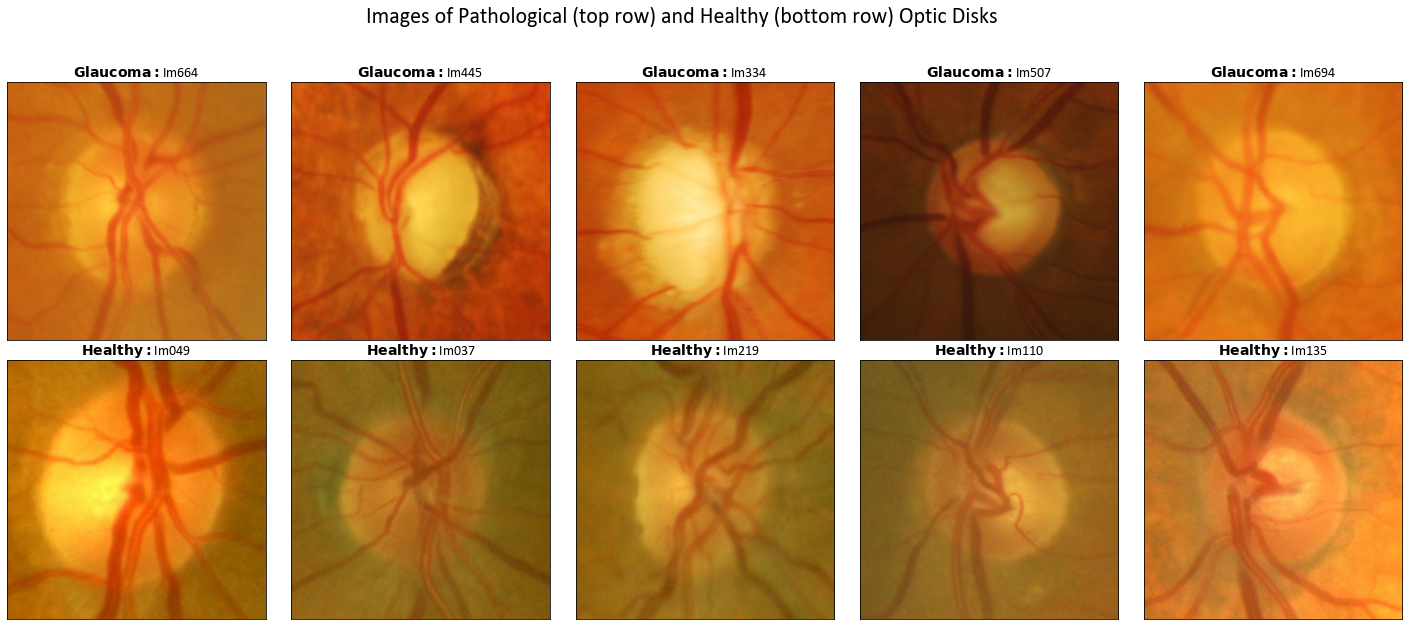 Images of Pathological (top row) and Healthy (bottom row) Optic Disks
Glaucoma: Im664
Glaucoma: Im445
Glaucoma: Im334
Glaucoma: Im507
Glaucoma: Im694
Healthy: Im049
Healthy: Im037
Healthy: Im219
Healthy: Im110
Healthy: Im135